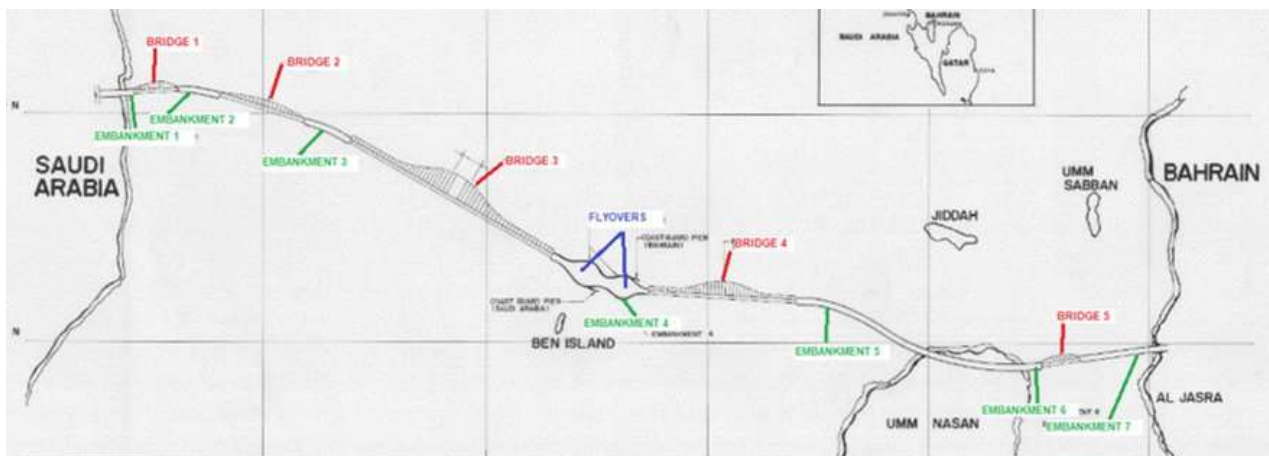 BAHRAIN
SAUDI ARABIA
QATAR
BRIDGE 1
BRIDGE 2
N
EMBANKMENT 1
EMBANKMENT 2
EMBANKMENT 3
BRIDGE 3
SAUDI
ARABIA
UMM
SABBAN
BAHRAIN
FLYOVERS
JIDDAH
COAST GUARD PIER
(BAHRAIN)
BRIDGE 4
COAST GUARD PIER
(SAUDI ARABIA)
EMBANKMENT 4
BRIDGE 5
N
BEN ISLAND
EMBANKMENT 5
AL JASRA
EMBANKMENT 6
UMM NASAN
EMBANKMENT 7